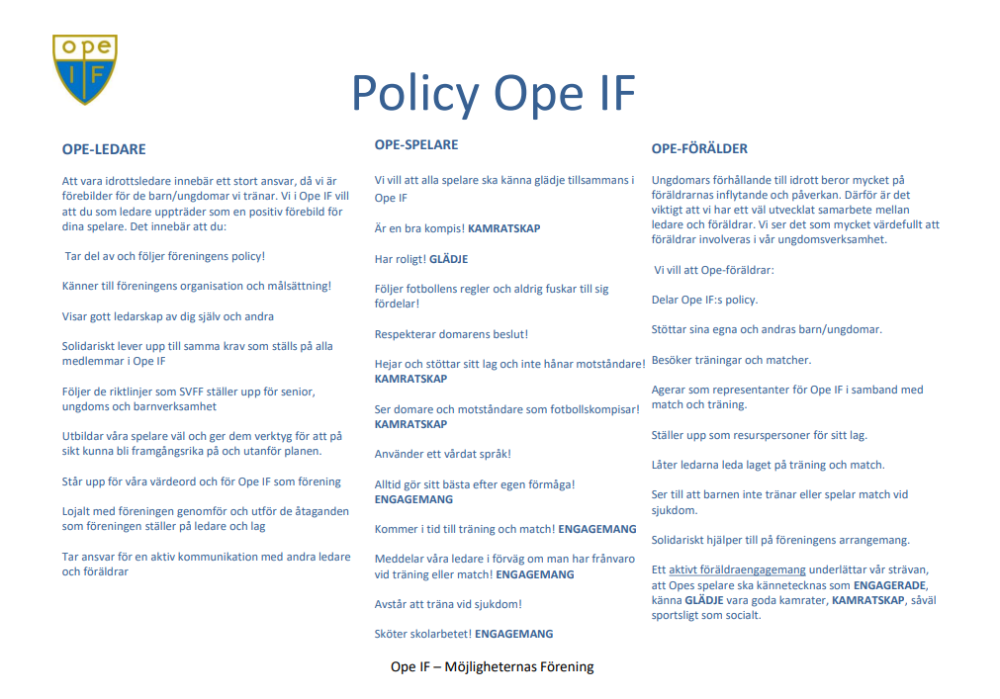 ope
IF
Policy Ope IF
OPE-LEDARE
Att vara idrottsledare innebär ett stort ansvar, då vi är
förebilder för de barn/ungdomar vi tränar. Vi i Ope IF vill
att du som ledare uppträder som en positiv förebild för
dina spelare. Det innebär att du:
Tar del av och följer föreningens policy!
Känner till föreningens organisation och målsättning!
Visar gott ledarskap av dig själv och andra
Solidariskt lever upp till samma krav som ställs på alla
medlemmar i Ope IF
Följer de riktlinjer som SVFF ställer upp för senior,
ungdoms och barnverksamhet
Utbildar våra spelare väl och ger dem verktyg för att på
sikt kunna bli framgångsrika på och utanför planen.
Står upp för våra värdeord och för Ope IF som förening
Lojalt med föreningen genomför och utför de åtaganden
som föreningen ställer på ledare och lag
Tar ansvar för en aktiv kommunikation med andra ledare
och föräldrar
OPE-SPELARE
Vi vill att alla spelare ska känna glädje tillsammans i
Ope IF
Är en bra kompis! KAMRATSKAP
Har roligt! GLÄDJE
Följer fotbollens regler och aldrig fuskar till sig
fördelar!
Respekterar domarens beslut!
Hejar och stöttar sitt lag och inte hånar motståndare!
KAMRATSKAP
Ser domare och motståndare som fotbollskompisar!
KAMRATSKAP
Använder ett vårdat språk!
Alltid gör sitt bästa efter egen förmåga!
ENGAGEMANG
Kommer i tid till träning och match! ENGAGEMANG
Meddelar våra ledare i förväg om man har frånvaro
vid träning eller match! ENGAGEMANG
Avstår att träna vid sjukdom!
Sköter skolarbetet! ENGAGEMANG
OPE-FÖRÄLDER
Ungdomars förhållande till idrott beror mycket på
föräldrarnas inflytande och påverkan. Därför är det
viktigt att vi har ett väl utvecklat samarbete mellan
ledare och föräldrar. Vi ser det som mycket värdefullt att
föräldrar involveras i vår ungdomsverksamhet.
Vi vill att Ope-föräldrar:
Delar Ope IF:s policy.
Stöttar sina egna och andras barn/ungdomar.
Besöker träningar och matcher.
Agerar som representanter för Ope IF i samband med
match och träning.
Ställer upp som resurspersoner för sitt lag.
Låter ledarna leda laget på träning och match.
Ser till att barnen inte tränar eller spelar match vid
sjukdom.
Solidariskt hjälper till på föreningens arrangemang.
Ett aktivt föräldraengagemang underlättar vår strävan,
att Opes spelare ska kännetecknas som ENGAGERADE,
känna GLÄDJE vara goda kamrater, KAMRATSKAP, såväl
sportsligt som socialt.
Ope IF – Möjligheternas Förening